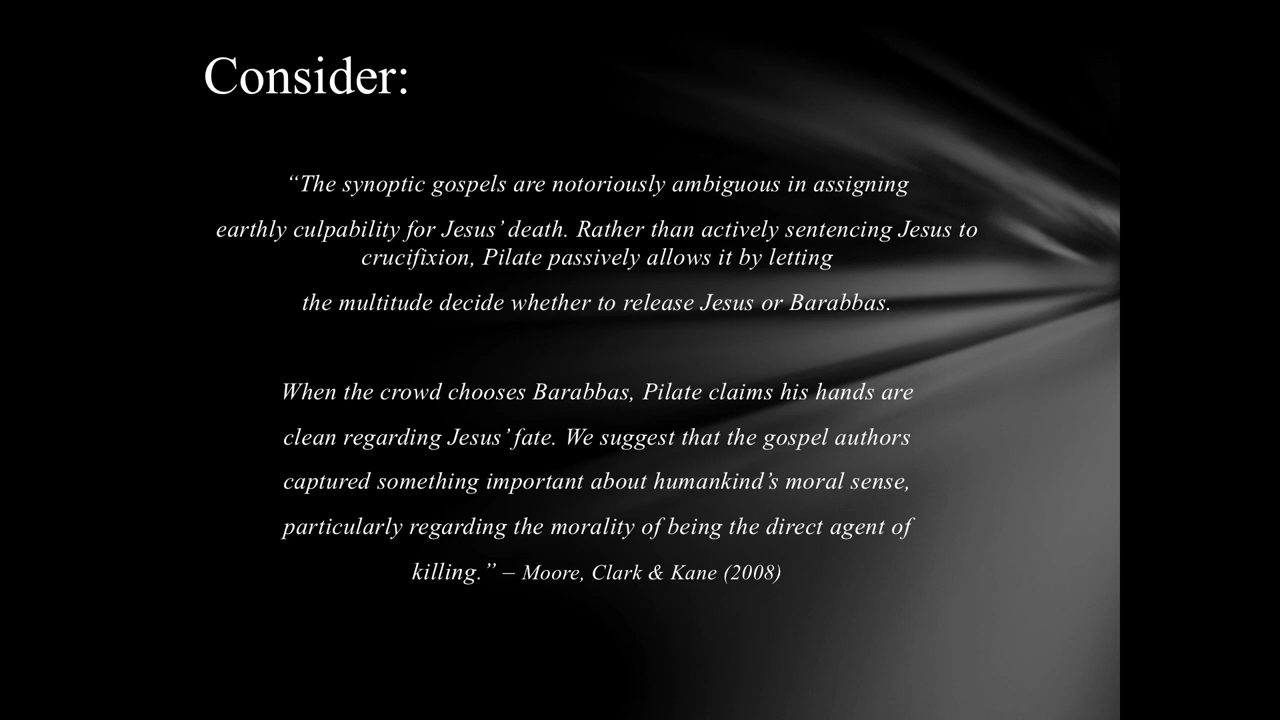 Consider:
“The synoptic gospels are notoriously ambiguous in assigning
earthly culpability for Jesus’ death. Rather than actively sentencing Jesus to
crucifixion, Pilate passively allows it by letting
the multitude decide whether to release Jesus or Barabbas.
When the crowd chooses Barabbas, Pilate claims his hands are
clean regarding Jesus’ fate. We suggest that the gospel authors
captured something important about humankind’s moral sense,
particularly regarding the morality of being the direct agent of
killing.” – Moore, Clark & Kane (2008)